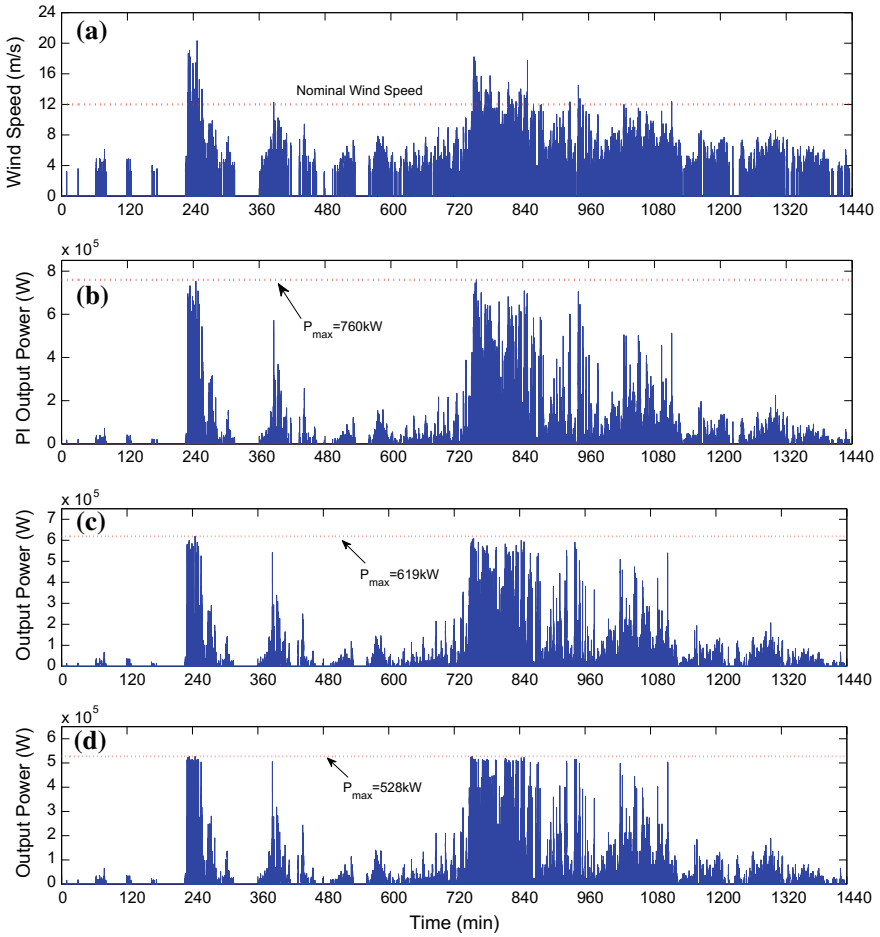 (a)
Wind Speed (m/s)
24
20
16
12
8
4
0
Nominal Wind Speed
0 120 240 360 480 600 720 840 960 1080 1200 1320 1440
x 10^5
(b)
PI Output Power (W)
8
6
4
2
0
P_max=760kW
0 120 240 360 480 600 720 840 960 1080 1200 1320 1440
x 10^5
(c)
Output Power (W)
7
6
5
4
3
2
1
0
P_max=619kW
0 120 240 360 480 600 720 840 960 1080 1200 1320 1440
x 10^5
(d)
Output Power (W)
6
5
4
3
2
1
0
P_max=528kW
0 120 240 360 480 600 720 840 960 1080 1200 1320 1440
Time (min)